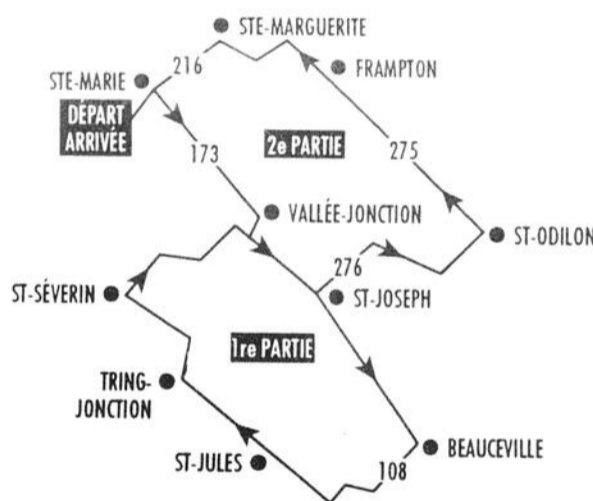 STE-MARGUERITE
216
FRAMPTON
STE-MARIE
DÉPART
ARRIVÉE
173
2e PARTIE
275
VALLÉE-JONCTION
ST-ODILON
276
ST-SÉVERIN
ST-JOSEPH
1re PARTIE
TRING-
JONCTION
BEAUCEVILLE
ST-JULES
108